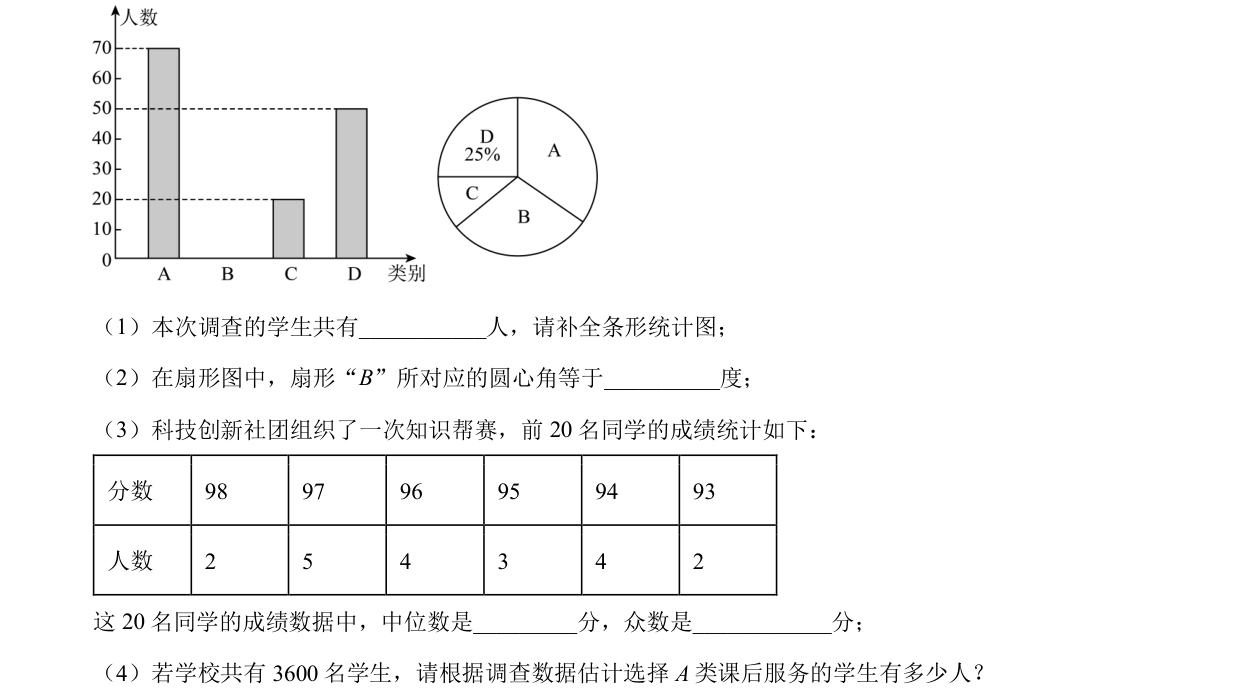 人数
70
60
50
40
30
20
10
0
A B C D 类别
D
25%
A
C
B
（1）本次调查的学生共有___________人，请补全条形统计图；
（2）在扇形图中，扇形“B”所对应的圆心角等于__________度；
（3）科技创新社团组织了一次知识帮赛，前 20 名同学的成绩统计如下：
分数 98 97 96 95 94 93
人数 2 5 4 3 4 2
这 20 名同学的成绩数据中，中位数是_________分，众数是____________分；
（4）若学校共有 3600 名学生，请根据调查数据估计选择 A 类课后服务的学生有多少人？